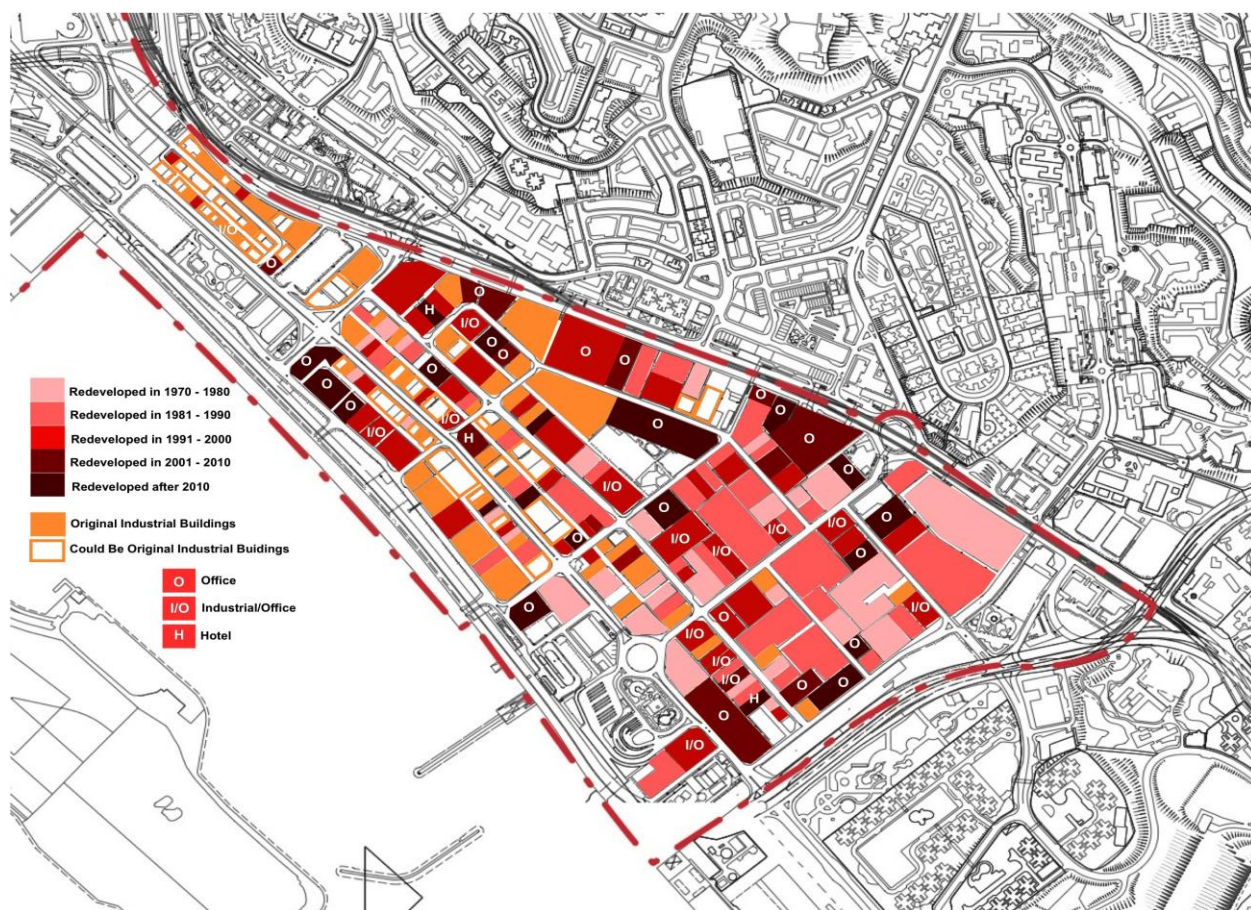 I/O
O
O
H
I/O
O
O
O
O
O
O
O
O
O
O
I/O
O
I/O
H
O
O
I/O
O
O
I/O
I/O
O
I/O
I/O
O
O
I/O
O
I/O
O
I/O
I/O
O
O
H
O
I/O
Redeveloped in 1970 - 1980
Redeveloped in 1981 - 1990
Redeveloped in 1991 - 2000
Redeveloped in 2001 - 2010
Redeveloped after 2010
Original Industrial Buildings
Could Be Original Industrial Buidings
O Office
I/O Industrial/Office
H Hotel